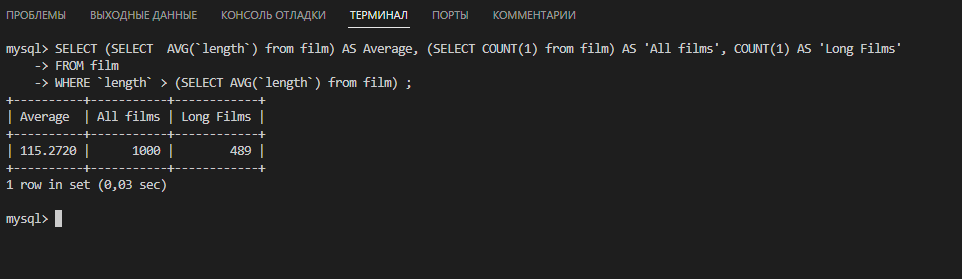 ПРОБЛЕМЫ ВЫХОДНЫЕ ДАННЫЕ КОНСОЛЬ ОТЛАДКИ ТЕРМИНАЛ ПОРТЫ КОММЕНТАРИИ
mysql> SELECT (SELECT  AVG(`length`) from film) AS Average, (SELECT COUNT(1) from film) AS 'All films', COUNT(1) AS 'Long Films'
    -> FROM film
    -> WHERE `length` > (SELECT AVG(`length`) from film) ;
+----------+-----------+------------+
| Average  | All films | Long Films |
+----------+-----------+------------+
| 115.2720 |      1000 |        489 |
+----------+-----------+------------+
1 row in set (0,03 sec)
mysql>